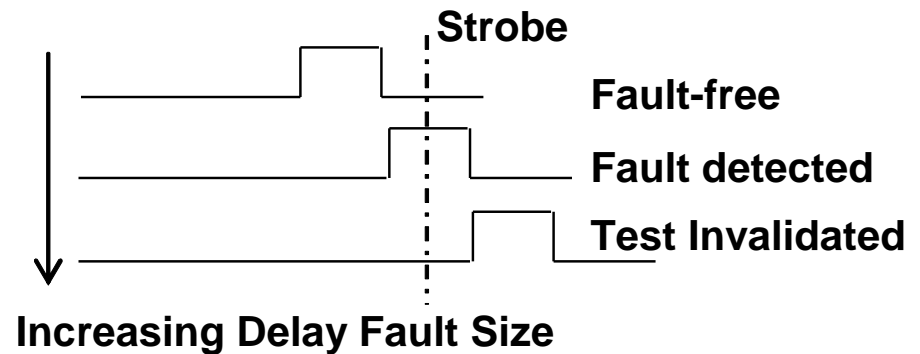 Strobe
Fault-free
Fault detected
Test Invalidated
Increasing Delay Fault Size